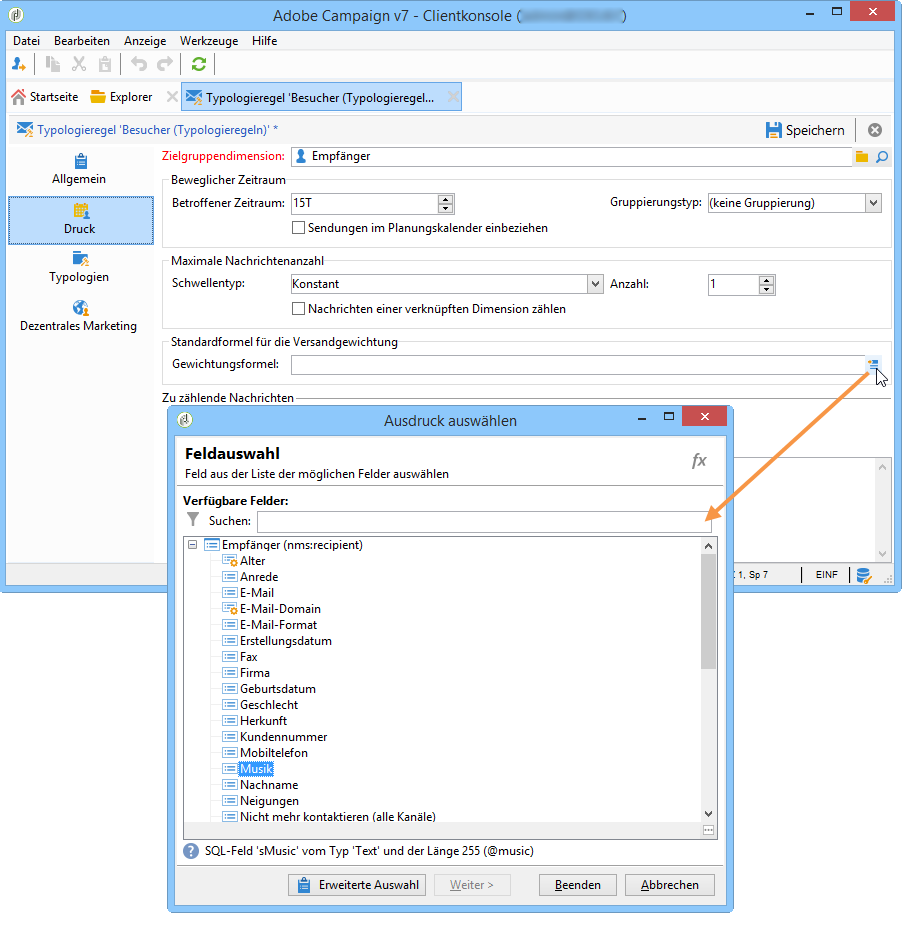 Adobe Campaign v7 - Clientkonsole ( )
Datei Bearbeiten Anzeige Werkzeuge Hilfe
Startseite Explorer Typologieregel 'Besucher (Typologieregel...
Typologieregel 'Besucher (Typologieregeln)' * Speichern
Allgemein
Druck
Typologien
Dezentrales Marketing
Zielgruppendimension: Empfänger
Beweglicher Zeitraum
Betroffener Zeitraum: 15T Gruppierungstyp: (keine Gruppierung)
Sendungen im Planungskalender einbeziehen
Maximale Nachrichtenanzahl
Schwellentyp: Konstant Anzahl: 1
Nachrichten einer verknüpften Dimension zählen
Standardformel für die Versandgewichtung
Gewichtungsformel:
Zu zählende Nachrichten
1, Sp 7 EINF
Ausdruck auswählen
Feldauswahl
Feld aus der Liste der möglichen Felder auswählen
fx
Verfügbare Felder:
Suchen:
Empfänger (nms:recipient)
Alter
Anrede
E-Mail
E-Mail-Domain
E-Mail-Format
Erstellungsdatum
Fax
Firma
Geburtsdatum
Geschlecht
Herkunft
Kundennummer
Mobiltelefon
Musik
Nachname
Neigungen
Nicht mehr kontaktieren (alle Kanäle)
SQL-Feld 'sMusic' vom Typ 'Text' und der Länge 255 (@music)
Erweiterte Auswahl Weiter > Beenden Abbrechen